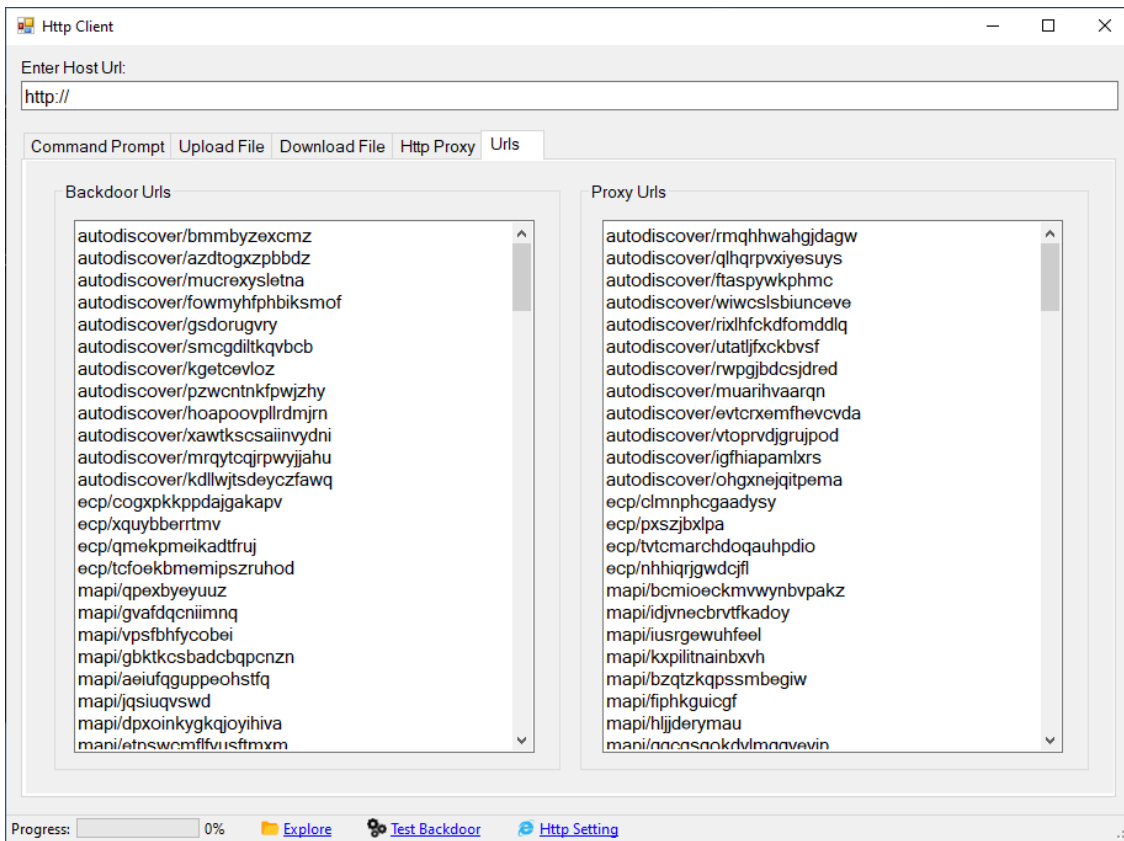 Http Client
Enter Host Url:
http://
Command Prompt Upload File Download File Http Proxy Urls
Backdoor Urls
autodiscover/bmmbyzexcmz
autodiscover/azdtogxzpbbdz
autodiscover/mucrexysletna
autodiscover/fowmyhfphbiksmof
autodiscover/gsdorugvry
autodiscover/smcgdiltkqvbcb
autodiscover/kgetcevloz
autodiscover/pzwcntnkfpwjzhy
autodiscover/hoapoovpllrdmjrn
autodiscover/xawtkscsaiinvydni
autodiscover/mrqytcqjrpwyjjahu
autodiscover/kdllwjtsdeyczfawq
ecp/cogxpkkppdajgakapv
ecp/xquybberrtmv
ecp/qmekpmeikadtfruj
ecp/tcfoekbmemipszruhod
mapi/qpexbyeyuuz
mapi/gvafdqcniimnq
mapi/vpsfbhfycobei
mapi/gbktkcsbadcbqpcnzn
mapi/aeiufqguppeohstfq
mapi/jqsiuqvswd
mapi/dpxoinkygkqjoyihiva
mapi/etpswcmflfyusftmxm
Proxy Urls
autodiscover/rmqhhwahgjdagw
autodiscover/qlhqrpvxiyesuys
autodiscover/ftaspywkphmc
autodiscover/wiwcslsbiunceve
autodiscover/rixlhfckdfomddlq
autodiscover/utatljfxckbvsf
autodiscover/rwpgjbdcsjdred
autodiscover/muarihvaarqn
autodiscover/evtcrxemfhevcvda
autodiscover/vtoprvdjgrujpod
autodiscover/igfhiapamlxrs
autodiscover/ohgxnejqitpema
ecp/clmnphcgaadysy
ecp/pxszjbxlpa
ecp/tvtcmarchdoqauhpdio
ecp/nhhiqrjgwdcjfl
mapi/bcmioeckmvwynbvpakz
mapi/idjvnecbrvtfkadoy
mapi/iusrgewuhfeel
mapi/kxpilitnainbxvh
mapi/bzqtzkqpssmbegiw
mapi/fiphkguicgf
mapi/hljjderymau
Progress: 0% Explore Test Backdoor Http Setting